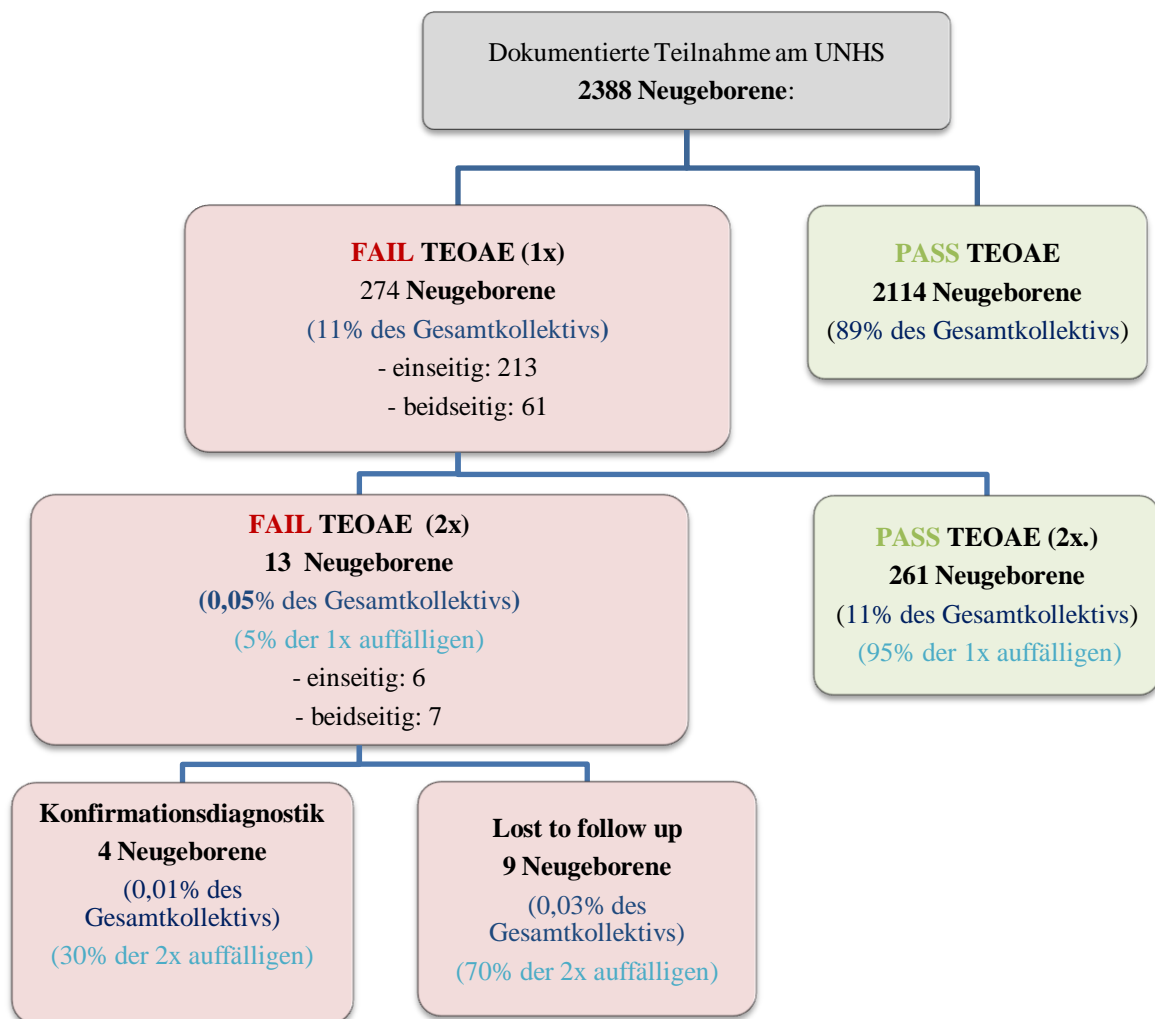 Dokumentierte Teilnahme am UNHS
2388 Neugeborene:
FAIL TEOAE (1x)
274 Neugeborene
(11% des Gesamtkollektivs)
- einseitig: 213
- beidseitig: 61
PASS TEOAE
2114 Neugeborene
(89% des Gesamtkollektivs)
FAIL TEOAE (2x)
13 Neugeborene
(0,05% des Gesamtkollektivs)
(5% der 1x auffälligen)
- einseitig: 6
- beidseitig: 7
PASS TEOAE (2x.)
261 Neugeborene
(11% des Gesamtkollektivs)
(95% der 1x auffälligen)
Konfirmationsdiagnostik
4 Neugeborene
(0,01% des
Gesamtkollektivs)
(30% der 2x auffälligen)
Lost to follow up
9 Neugeborene
(0,03% des
Gesamtkollektivs)
(70% der 2x auffälligen)